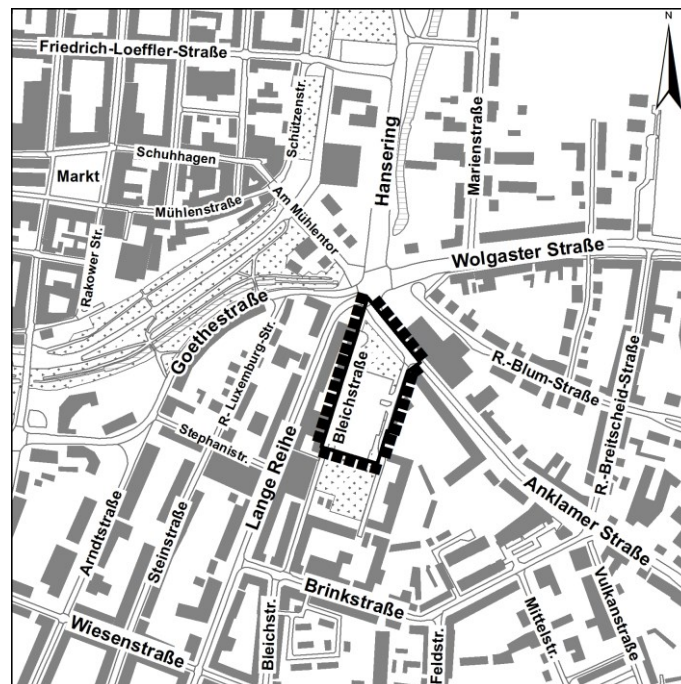 N
Friedrich-Loeffler-Straße
Schützenstr.
Hansering
Marienstraße
Schuhhagen
Markt
Mühlenstraße
Am Mühlentor
Rakower Str.
Wolgaster Straße
Goethestraße
R.-Luxemburg-Str.
Bleichstraße
R.-Blum-Straße
R.-Breitscheid-Straße
Stephanistr.
Lange Reihe
Anklamer Straße
Arndtstraße
Steinstraße
Brinkstraße
Wiesenstraße
Bleichstr.
Feldstr.
Mittelstr.
Vulkanstraße